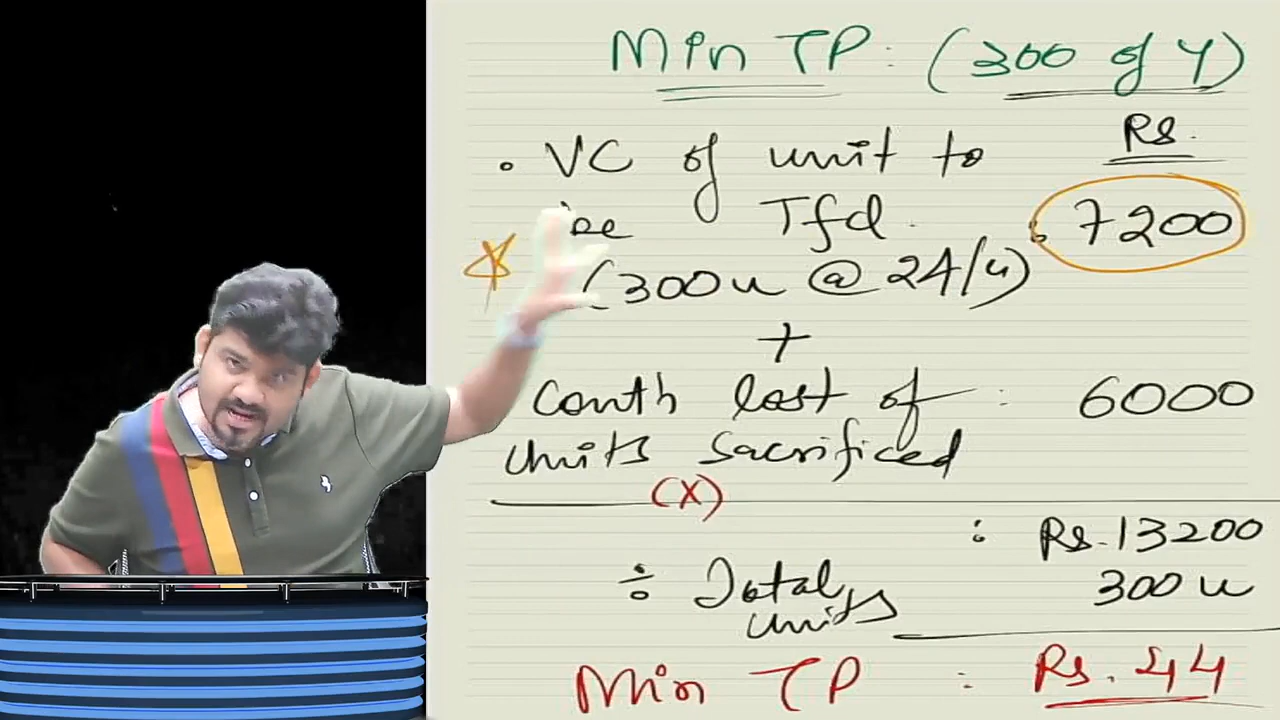 Min TP: (300 of Y)
Rs.
• VC of unit to
be Tfd. : 7200
(300u @ 24/u)
+
Contn lost of : 6000
units sacrificed
(X)
: Rs. 13200
÷ Total units 300 u
Min TP : Rs. 44